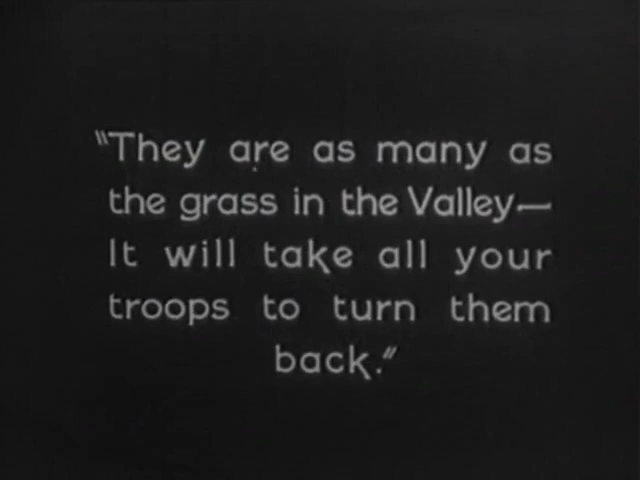 "They are as many as
the grass in the Valley—
It will take all your
troops to turn them
back."